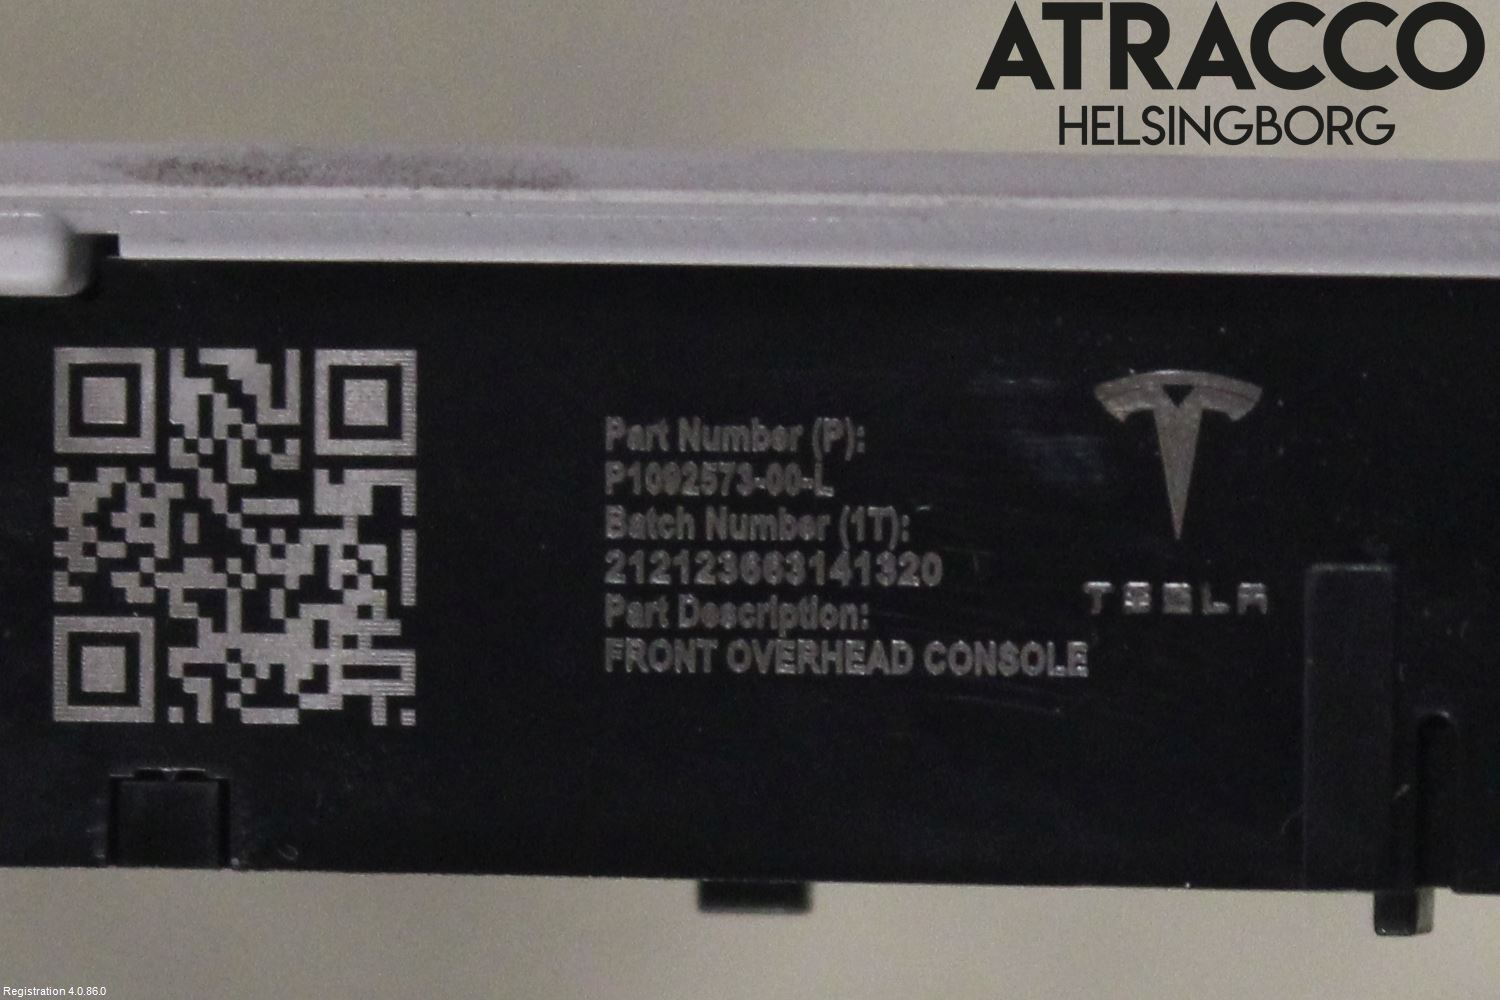 ATRACCO
HELSINGBORG
Part Number (P):
P1092573-00-L
Batch Number (1T):
212123663141320
Part Description:
FRONT OVERHEAD CONSOLE
TESLA
Registration 4.0.86.0